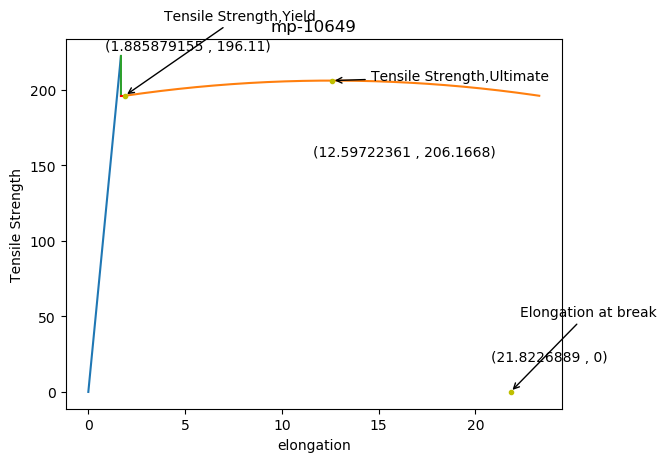 Tensile Strength,Yield
mp-10649
(1.885879155 , 196.11)
Tensile Strength,Ultimate
(12.59722361 , 206.1668)
Elongation at break
(21.8226889 , 0)
Tensile Strength
200
150
100
50
0
0 5 10 15 20
elongation